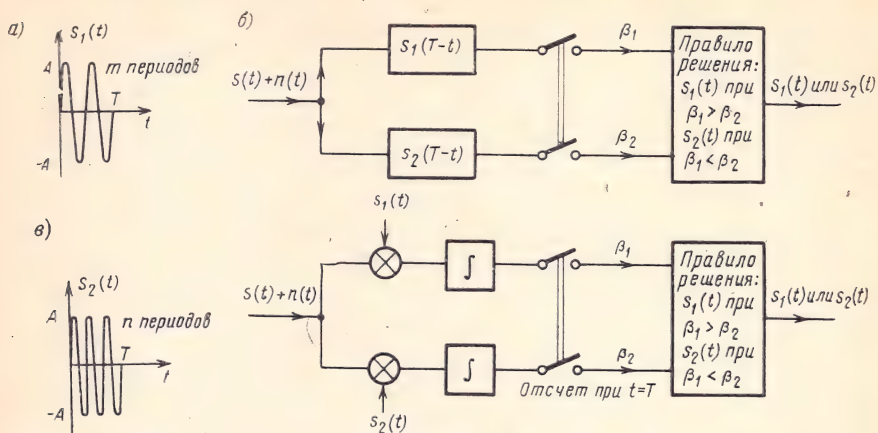 а)
s₁(t)
A
m периодов
T
t
-A
б)
s(t)+n(t)
s₁(T-t)
s₂(T-t)
β₁
β₂
Правило
решения:
s₁(t) при
β₁>β₂
s₂(t) при
β₁<β₂
s₁(t) или s₂(t)
в)
s₂(t)
A
n периодов
T
t
-A
s₁(t)
s(t)+n(t)
∫
∫
s₂(t)
β₁
β₂
Отсчет при t=T
Правило
решения:
s₁(t) при
β₁>β₂
s₂(t) при
β₁<β₂
s₁(t) или s₂(t)